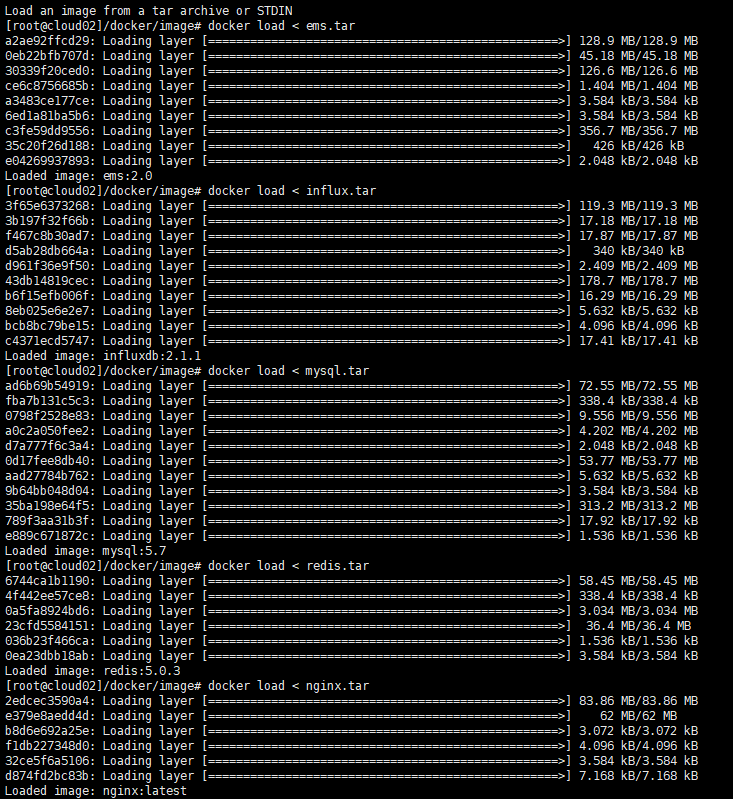 Load an image from a tar archive or STDIN
[root@cloud02]/docker/image# docker load < ems.tar
a2ae92ffcd29: Loading layer [==================================================>] 128.9 MB/128.9 MB
0eb22bfb707d: Loading layer [==================================================>] 45.18 MB/45.18 MB
30339f20ced0: Loading layer [==================================================>] 126.6 MB/126.6 MB
ce6c8756685b: Loading layer [==================================================>] 1.404 MB/1.404 MB
a3483ce177ce: Loading layer [==================================================>] 3.584 kB/3.584 kB
6ed1a81ba5b6: Loading layer [==================================================>] 3.584 kB/3.584 kB
c3fe59dd9556: Loading layer [==================================================>] 356.7 MB/356.7 MB
35c20f26d188: Loading layer [==================================================>]   426 kB/426 kB
e04269937893: Loading layer [==================================================>] 2.048 kB/2.048 kB
Loaded image: ems:2.0
[root@cloud02]/docker/image# docker load < influx.tar
3f65e6373268: Loading layer [==================================================>] 119.3 MB/119.3 MB
3b197f32f66b: Loading layer [==================================================>] 17.18 MB/17.18 MB
f467c8b30ad7: Loading layer [==================================================>] 17.87 MB/17.87 MB
d5ab28db664a: Loading layer [==================================================>]   340 kB/340 kB
d961f36e9f50: Loading layer [==================================================>] 2.409 MB/2.409 MB
43db14819cec: Loading layer [==================================================>] 178.7 MB/178.7 MB
b6f15efb006f: Loading layer [==================================================>] 16.29 MB/16.29 MB
8eb025e6e2e7: Loading layer [==================================================>] 5.632 kB/5.632 kB
bcb8bc79be15: Loading layer [==================================================>] 4.096 kB/4.096 kB
c4371ecd5747: Loading layer [==================================================>] 17.41 kB/17.41 kB
Loaded image: influxdb:2.1.1
[root@cloud02]/docker/image# docker load < mysql.tar
ad6b69b54919: Loading layer [==================================================>] 72.55 MB/72.55 MB
fba7b131c5c3: Loading layer [==================================================>] 338.4 kB/338.4 kB
0798f2528e83: Loading layer [==================================================>] 9.556 MB/9.556 MB
a0c2a050fee2: Loading layer [==================================================>] 4.202 MB/4.202 MB
d7a777f6c3a4: Loading layer [==================================================>] 2.048 kB/2.048 kB
0d17fee8db40: Loading layer [==================================================>] 53.77 MB/53.77 MB
aad27784b762: Loading layer [==================================================>] 5.632 kB/5.632 kB
9b64bb048d04: Loading layer [==================================================>] 3.584 kB/3.584 kB
35ba198e64f5: Loading layer [==================================================>] 313.2 MB/313.2 MB
789f3aa31b3f: Loading layer [==================================================>] 17.92 kB/17.92 kB
e889c671872c: Loading layer [==================================================>] 1.536 kB/1.536 kB
Loaded image: mysql:5.7
[root@cloud02]/docker/image# docker load < redis.tar
6744ca1b1190: Loading layer [==================================================>] 58.45 MB/58.45 MB
4f442ee57ce8: Loading layer [==================================================>] 338.4 kB/338.4 kB
0a5fa8924bd6: Loading layer [==================================================>] 3.034 MB/3.034 MB
23cfd5584151: Loading layer [==================================================>]  36.4 MB/36.4 MB
036b23f466ca: Loading layer [==================================================>] 1.536 kB/1.536 kB
0ea23dbb18ab: Loading layer [==================================================>] 3.584 kB/3.584 kB
Loaded image: redis:5.0.3
[root@cloud02]/docker/image# docker load < nginx.tar
2edcec3590a4: Loading layer [==================================================>] 83.86 MB/83.86 MB
e379e8aedd4d: Loading layer [==================================================>]    62 MB/62 MB
b8d6e692a25e: Loading layer [==================================================>] 3.072 kB/3.072 kB
f1db227348d0: Loading layer [==================================================>] 4.096 kB/4.096 kB
32ce5f6a5106: Loading layer [==================================================>] 3.584 kB/3.584 kB
d874fd2bc83b: Loading layer [==================================================>] 7.168 kB/7.168 kB
Loaded image: nginx:latest